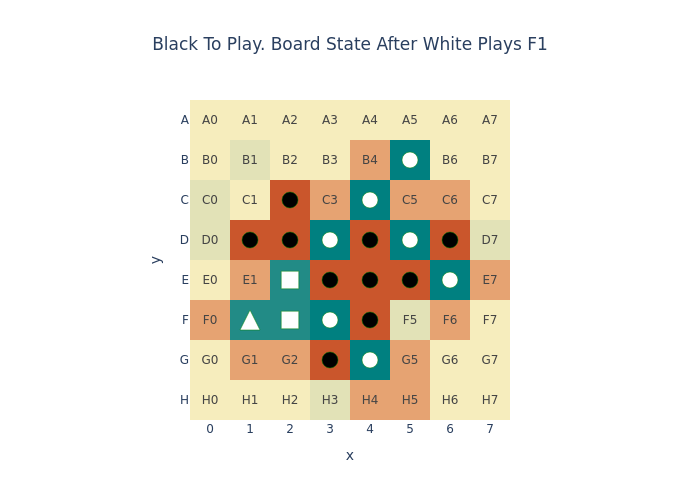 Black To Play. Board State After White Plays F1
A A0 A1 A2 A3 A4 A5 A6 A7
B B0 B1 B2 B3 B4 B6 B7
C C0 C1 C3 C5 C6 C7
D D0 D7
E E0 E1 E7
F F0 F5 F6 F7
G G0 G1 G2 G5 G6 G7
H H0 H1 H2 H3 H4 H5 H6 H7
0 1 2 3 4 5 6 7
x
y